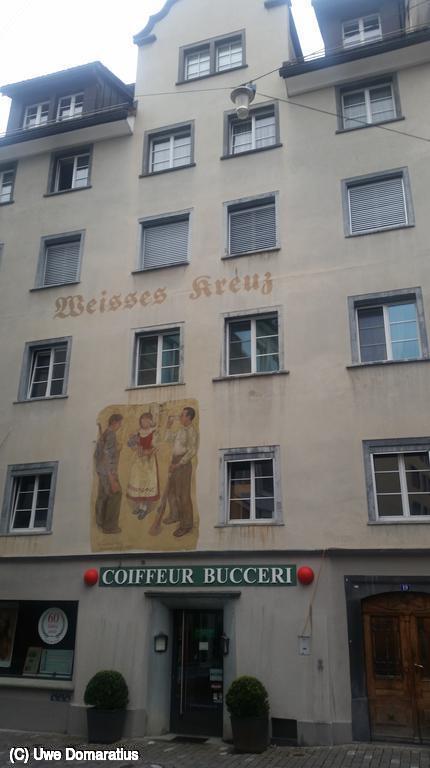 Weisses Kreuz
COIFFEUR BUCCERI
60
19
(C) Uwe Domaratius